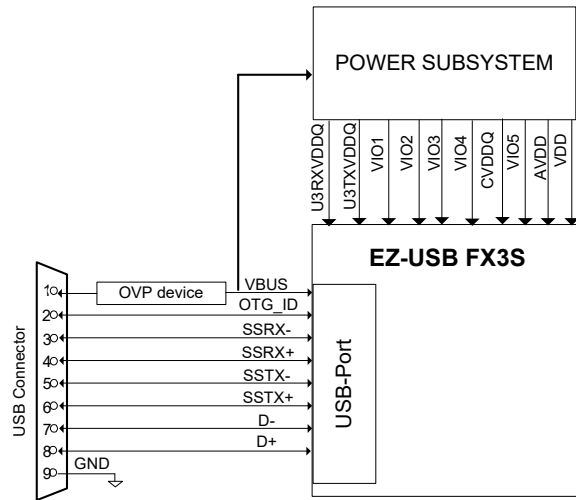 POWER SUBSYSTEM
U3RXVDDQ
U3TXVDDQ
VIO1
VIO2
VIO3
VIO4
CVDDQ
VIO5
AVDD
VDD
EZ-USB FX3S
USB Connector
1
OVP device
VBUS
2
OTG_ID
3
SSRX-
4
SSRX+
5
SSTX-
6
SSTX+
7
D-
8
D+
9
GND
USB-Port